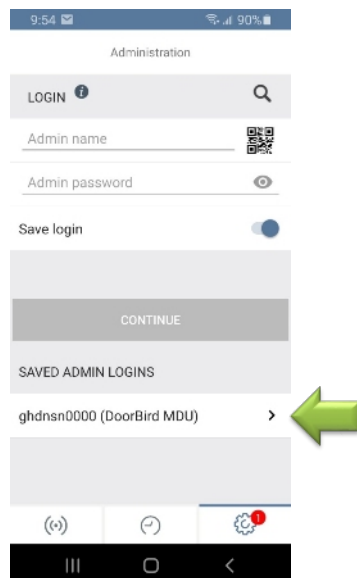 9:54 90%
Administration
LOGIN i
Admin name
Admin password
Save login
CONTINUE
SAVED ADMIN LOGINS
ghdnsn0000 (DoorBird MDU)
1